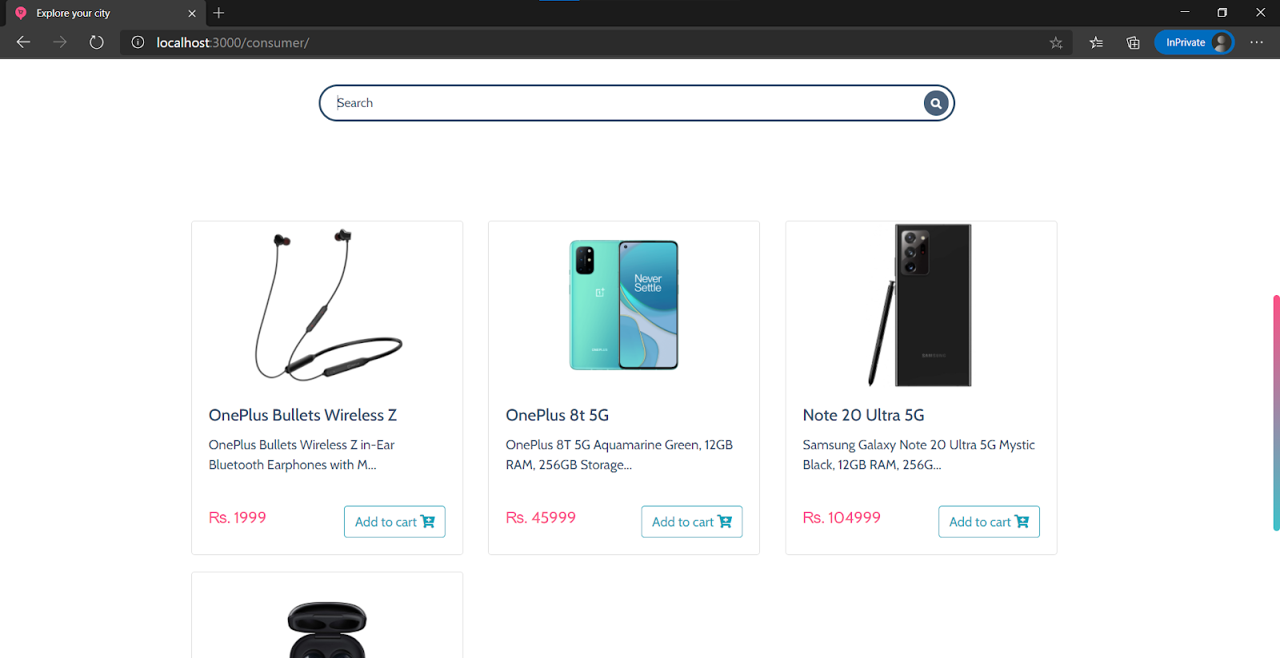 Explore your city
localhost:3000/consumer/
InPrivate
Search
Never
Settle
ONEPLUS
SAMSUNG
OnePlus Bullets Wireless Z
OnePlus Bullets Wireless Z in-Ear
Bluetooth Earphones with M...
Rs. 1999
Add to cart
OnePlus 8t 5G
OnePlus 8T 5G Aquamarine Green, 12GB
RAM, 256GB Storage...
Rs. 45999
Add to cart
Note 20 Ultra 5G
Samsung Galaxy Note 20 Ultra 5G Mystic
Black, 12GB RAM, 256G...
Rs. 104999
Add to cart